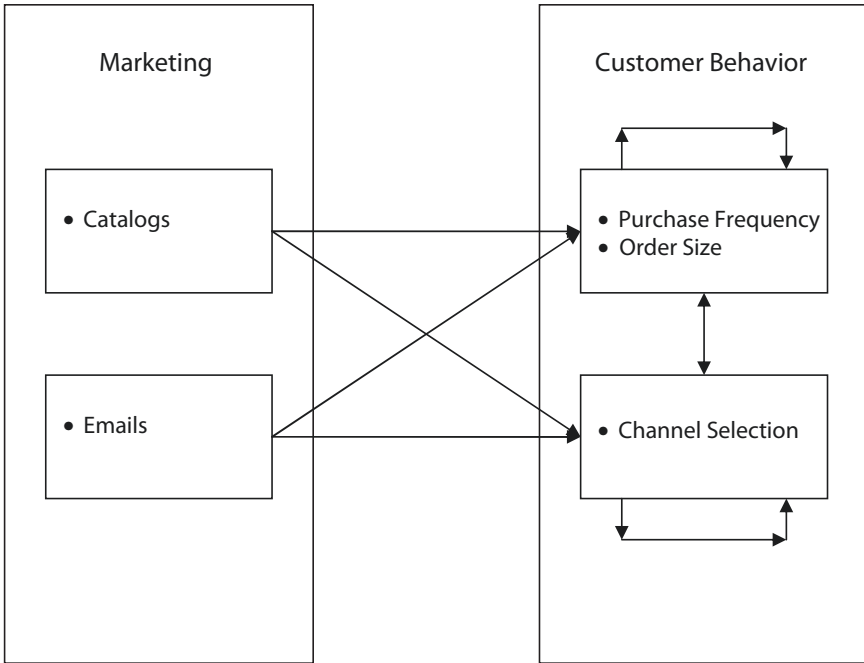 Marketing
Customer Behavior
• Catalogs
• Purchase Frequency
• Order Size
• Emails
• Channel Selection